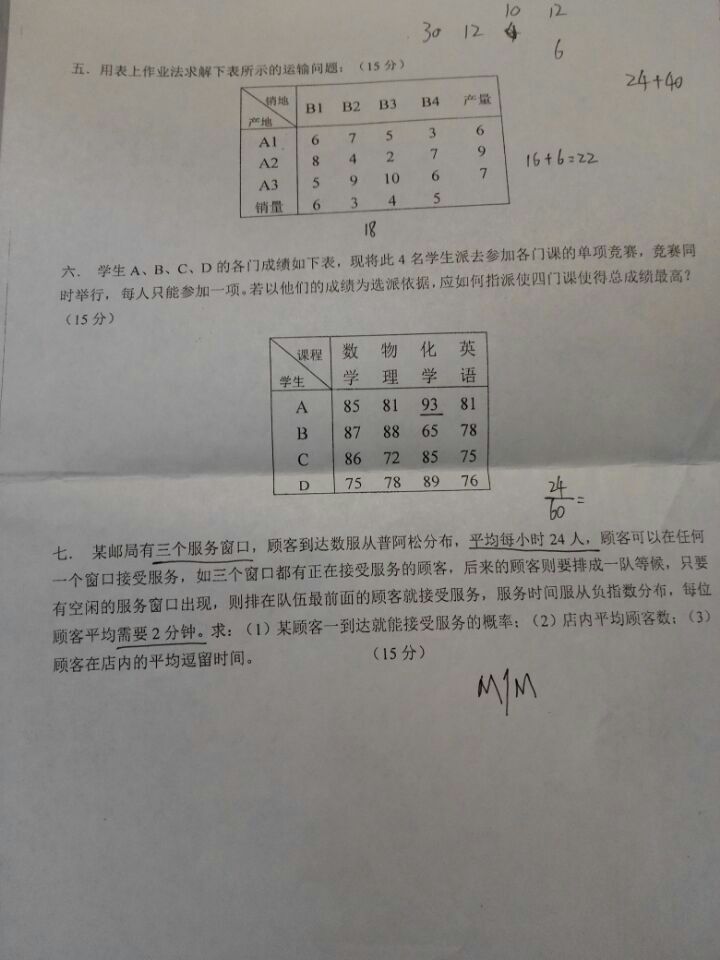 10 12
30 12 4
6
五. 用表上作业法求解下表所示的运输问题：（15 分）
24+40
销地 B1 B2 B3 B4 产量
产地
A1 6 7 5 3 6
A2 8 4 2 7 9
A3 5 9 10 6 7
销量 6 3 4 5
16+6=22
18
六. 学生 A、B、C、D 的各门成绩如下表，现将此 4 名学生派去参加各门课的单项竞赛，竞赛同
时举行，每人只能参加一项。若以他们的成绩为选派依据，应如何指派使四门课使得总成绩最高？
（15 分）
课程 数 物 化 英
学生 学 理 学 语
A 85 81 93 81
B 87 88 65 78
C 86 72 85 75
D 75 78 89 76
24
60 =
七. 某邮局有三个服务窗口，顾客到达数服从普阿松分布，平均每小时 24 人，顾客可以在任何
一个窗口接受服务，如三个窗口都有正在接受服务的顾客，后来的顾客则要排成一队等候，只要
有空闲的服务窗口出现，则排在队伍最前面的顾客就接受服务，服务时间服从负指数分布，每位
顾客平均需要 2 分钟。求：（1）某顾客一到达就能接受服务的概率；（2）店内平均顾客数；（3）
顾客在店内的平均逗留时间。 （15 分）
M/M